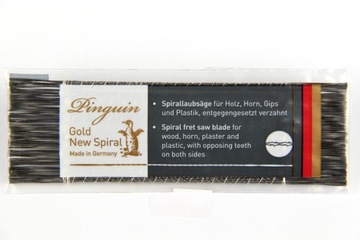 Pinguin
Gold
New Spiral
Made in Germany
• Spirallaubsäge für Holz, Horn, Gips
und Plastik, entgegengesetzt verzahnt
• Spiral fret saw blade for
wood, horn, plaster and
plastic, with opposing teeth
on both sides